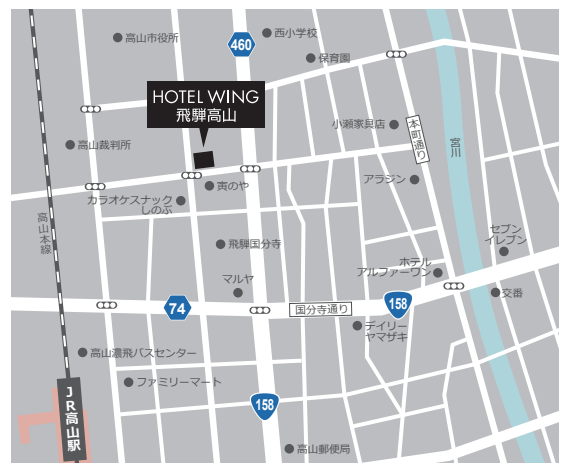 高山市役所
460
西小学校
保育園
HOTEL WING
飛騨高山
小瀬家具店
本町通り
宮川
高山裁判所
カラオケスナック
しのぶ
寅のや
アラジン
高山本線
飛騨国分寺
セブン
イレブン
ホテル
アルファーワン
マルヤ
交番
74
国分寺通り
158
デイリー
ヤマザキ
高山濃飛バスセンター
ファミリーマート
JR高山駅
158
高山郵便局